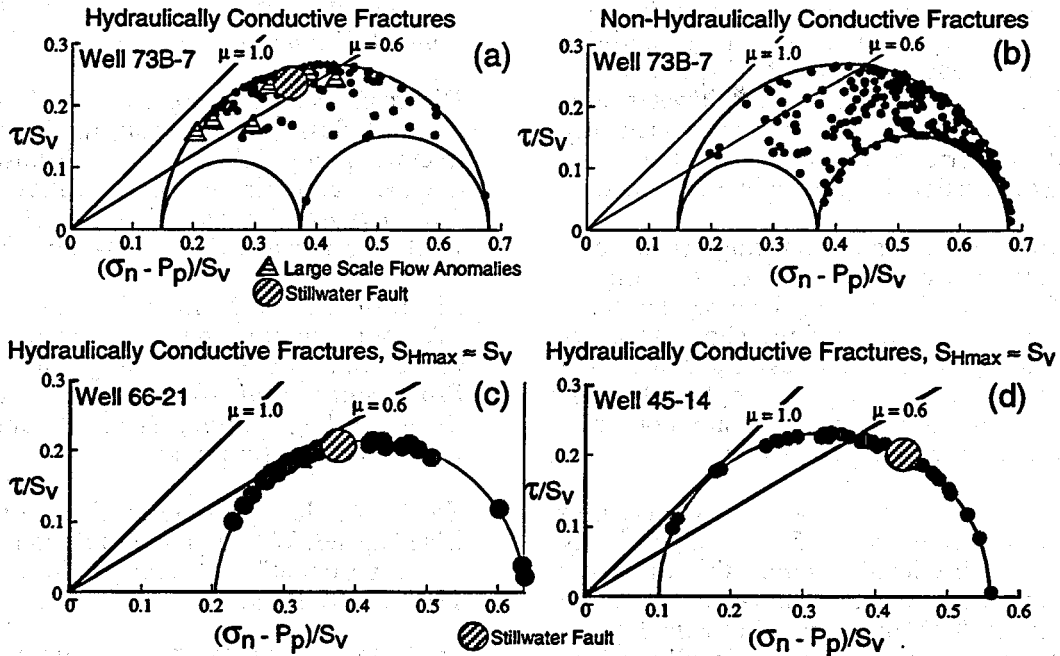 Hydraulically Conductive Fractures
Non-Hydraulically Conductive Fractures
0.3
μ = 1.0
μ = 0.6
(a)
Well 73B-7
0.2
τ/Sv
0.1
0
0
0.1
0.2
0.3
0.4
0.5
0.6
0.7
(σn - Pp)/Sv
Large Scale Flow Anomalies
Stillwater Fault
0.3
μ = 1.0
μ = 0.6
(b)
Well 73B-7
0.2
τ/Sv
0.1
0
0
0.1
0.2
0.3
0.4
0.5
0.6
0.7
(σn - Pp)/Sv
Hydraulically Conductive Fractures, SHmax ≈ Sv
Hydraulically Conductive Fractures, SHmax ≈ Sv
0.3
Well 66-21
μ = 1.0
μ = 0.6
(c)
0.2
τ/Sv
0.1
0
0
0.1
0.2
0.3
0.4
0.5
0.6
(σn - Pp)/Sv
Stillwater Fault
0.3
Well 45-14
μ = 1.0
μ = 0.6
(d)
0.2
τ/Sv
0.1
0
0
0.1
0.2
0.3
0.4
0.5
0.6
(σn - Pp)/Sv